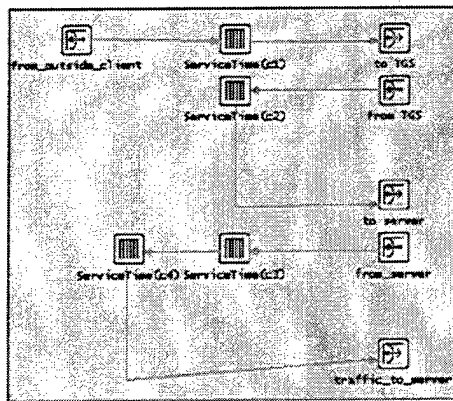 from_outside_client ServiceTime(c1) to TGS
ServiceTime(c2) from TGS
to server
ServiceTime(c4) ServiceTime(c3) from_server
traffic_to_server